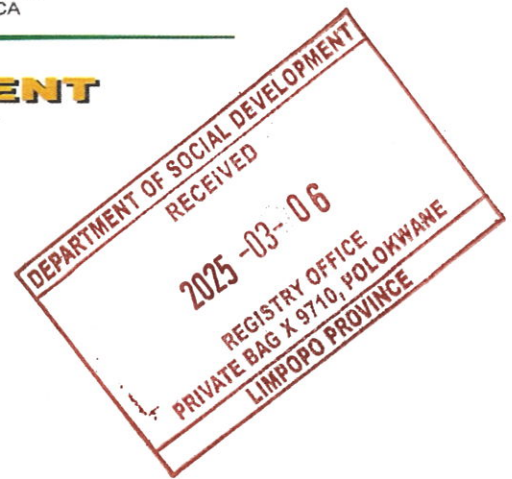 CA
ENT
DEPARTMENT OF SOCIAL DEVELOPMENT
RECEIVED
2025 -03- 06
REGISTRY OFFICE
PRIVATE BAG X 9710, POLOKWANE
LIMPOPO PROVINCE